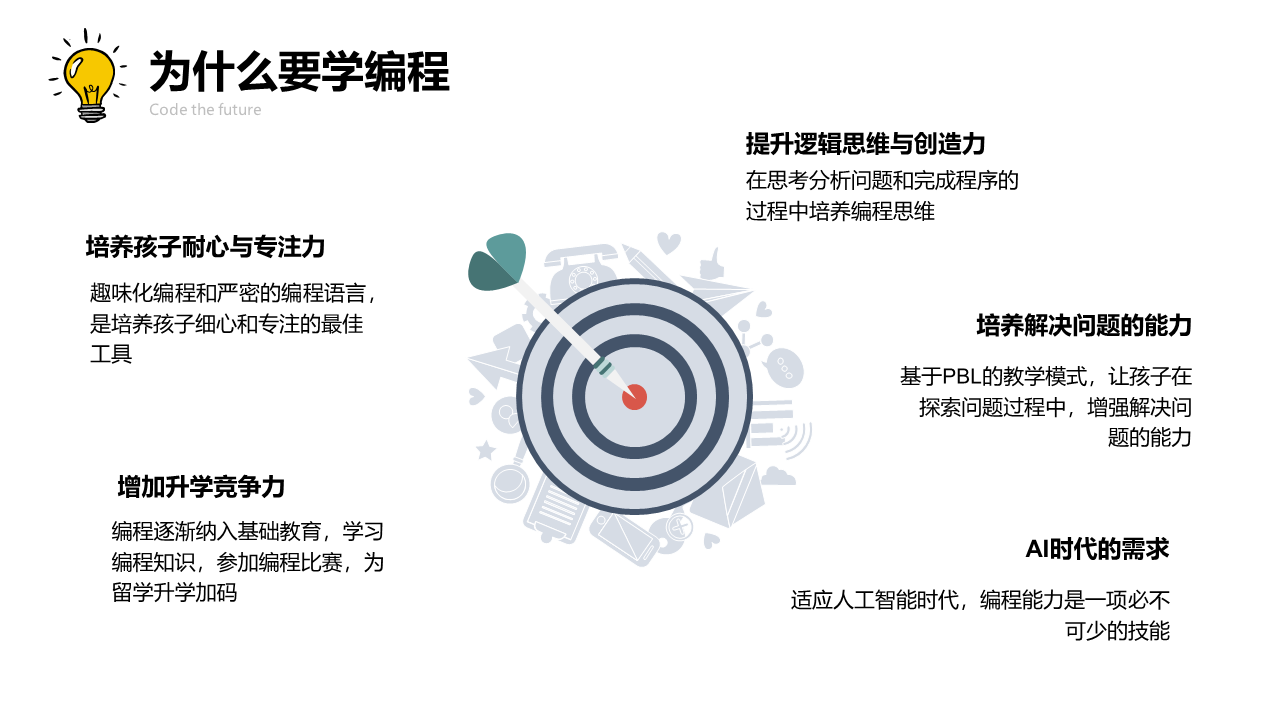 为什么要学编程
Code the future
提升逻辑思维与创造力
在思考分析问题和完成程序的
过程中培养编程思维
培养孩子耐心与专注力
趣味化编程和严密的编程语言，
是培养孩子细心和专注的最佳
工具
培养解决问题的能力
基于PBL的教学模式，让孩子在
探索问题过程中，增强解决问
题的能力
增加升学竞争力
编程逐渐纳入基础教育，学习
编程知识，参加编程比赛，为
留学升学加码
AI时代的需求
适应人工智能时代，编程能力是一项必不
可少的技能